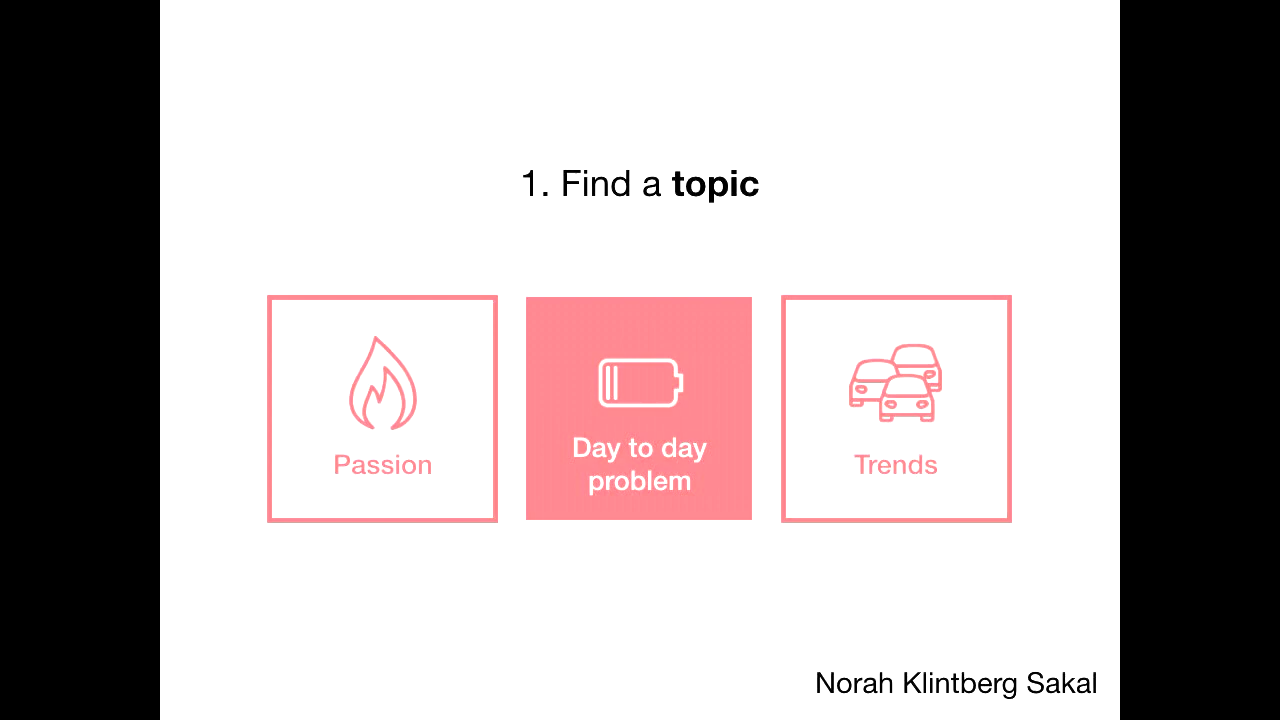 1. Find a topic
Passion
Day to day
problem
Trends
Norah Klintberg Sakal